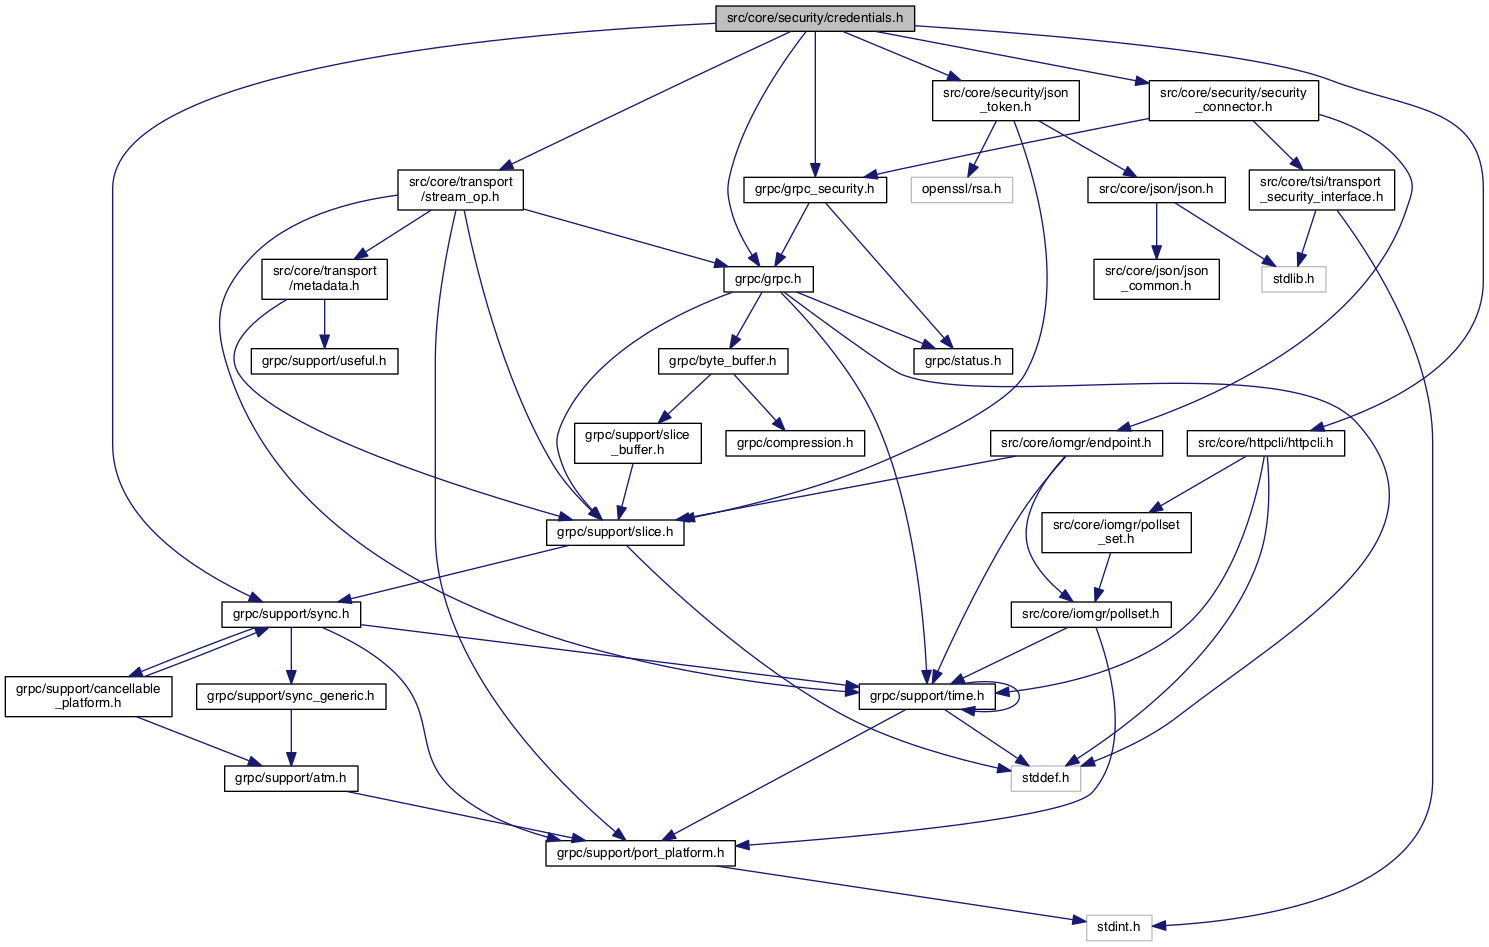 src/core/security/credentials.h
src/core/security/json
_token.h
src/core/security/security
_connector.h
src/core/transport
/stream_op.h
grpc/grpc_security.h
openssl/rsa.h
src/core/json/json.h
src/core/tsi/transport
_security_interface.h
src/core/transport
/metadata.h
grpc/grpc.h
src/core/json/json
_common.h
stdlib.h
grpc/support/useful.h
grpc/byte_buffer.h
grpc/status.h
grpc/support/slice
_buffer.h
grpc/compression.h
src/core/iomgr/endpoint.h
src/core/httpcli/httpcli.h
grpc/support/slice.h
src/core/iomgr/pollset
_set.h
grpc/support/sync.h
src/core/iomgr/pollset.h
grpc/support/cancellable
_platform.h
grpc/support/sync_generic.h
grpc/support/time.h
grpc/support/atm.h
stddef.h
grpc/support/port_platform.h
stdint.h